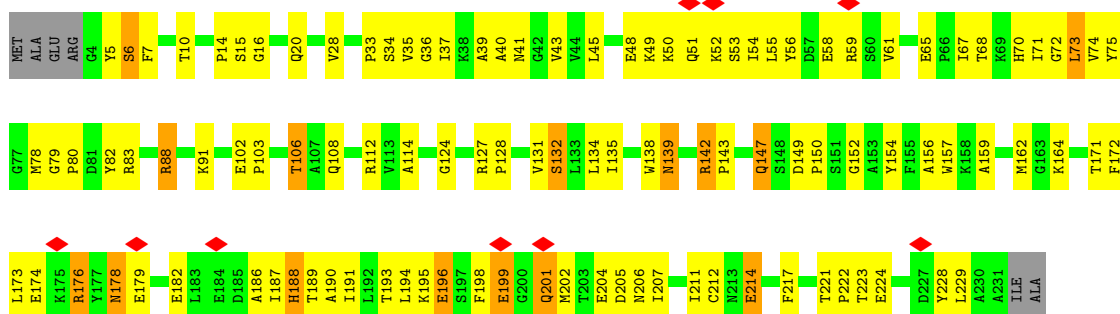 MET ALA GLU ARG G4 Y5 S6 F7 T10 P14 S15 G16 Q20 V28 P33 S34 V35 G36 I37 K38 A39 A40 N41 G42 V43 V44 L45 E48 K49 K50 Q51 K52 S53 I54 L55 Y56 D57 E58 R59 S60 V61 E65 P66 I67 T68 K69 H70 I71 G72 L73 V74 Y75
G77 M78 G79 P80 D81 Y82 R83 R88 K91 E102 P103 T106 A107 Q108 R112 V113 A114 G124 R127 P128 V131 S132 L133 L134 I135 W138 N139 R142 P143 Q147 S148 D149 P150 S151 G152 A153 Y154 F155 A156 W157 K158 A159 M162 G163 K164 T171 F172
L173 E174 K175 R176 Y177 N178 E179 E182 L183 E184 D185 A186 I187 H188 T189 A190 I191 L192 T193 L194 K195 E196 S197 F198 E199 G200 Q201 M202 T203 E204 D205 N206 I207 I211 C212 N213 E214 F217 T221 P222 T223 E224 D227 Y228 L229 A230 A231 ILE ALA